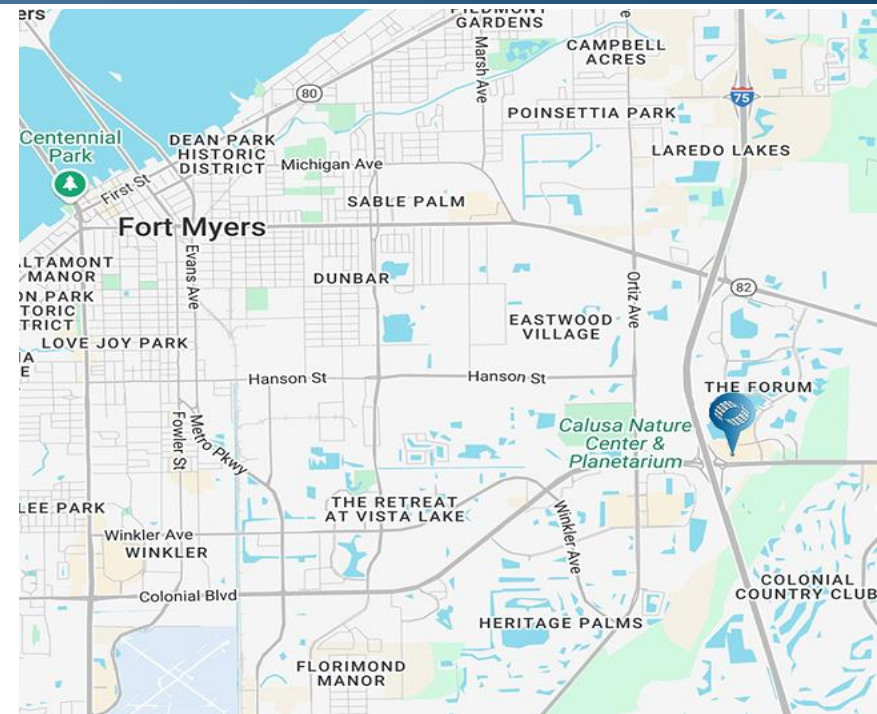 ers
PIEDMONT
GARDENS
Marsh Ave
CAMPBELL
ACRES
80
75
POINSETTIA PARK
Centennial
Park
DEAN PARK
HISTORIC
DISTRICT
Michigan Ave
LAREDO LAKES
First St
SABLE PALM
Fort Myers
Evans Ave
ALTAMONT
MANOR
DUNBAR
Ortiz Ave
82
ON PARK
TORIC
TRICT
EASTWOOD
VILLAGE
LOVE JOY PARK
IA
E
Hanson St
Hanson St
THE FORUM
Fowler St
Metro Pkwy
Calusa Nature
Center &
Planetarium
LEE PARK
THE RETREAT
AT VISTA LAKE
Winkler Ave
Winkler Ave
WINKLER
Colonial Blvd
COLONIAL
COUNTRY CLUB
HERITAGE PALMS
FLORIMOND
MANOR